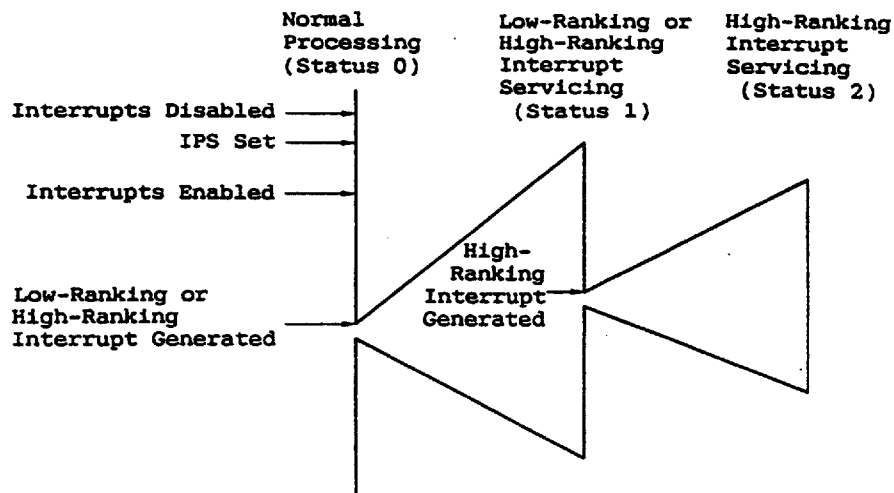 Normal
Processing
(Status 0)
Low-Ranking or
High-Ranking
Interrupt
Servicing
(Status 1)
High-Ranking
Interrupt
Servicing
(Status 2)
Interrupts Disabled
IPS Set
Interrupts Enabled
High-
Ranking
Interrupt
Generated
Low-Ranking or
High-Ranking
Interrupt Generated